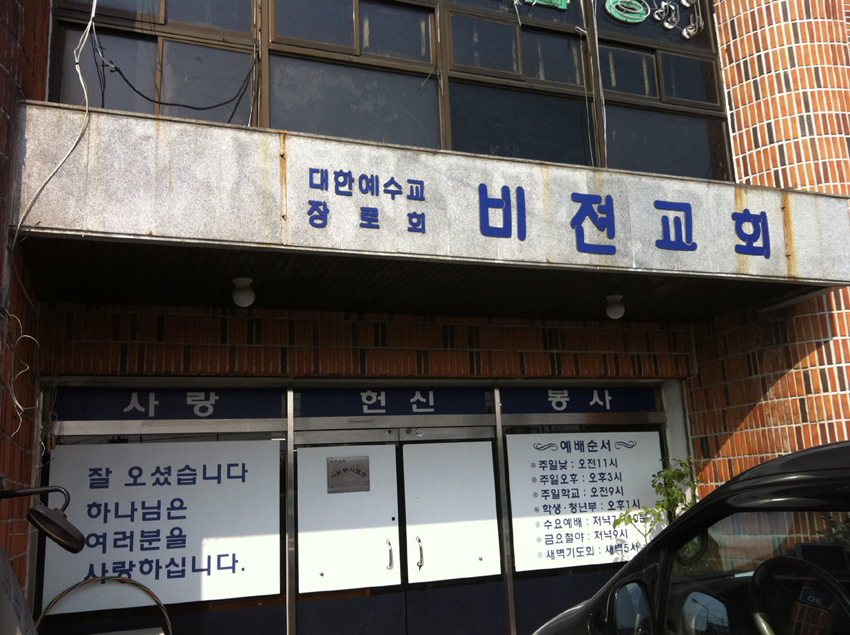 대한예수교
장로회
비젼교회
사랑 헌신 봉사
잘 오셨습니다
하나님은
여러분을
사랑하십니다.
예배순서
주일낮 : 오전11시
주일오후 : 오후3시
주일학교 : 오전9시
학생·청년부 : 오후1시
수요예배 : 저녁
금요철야 : 저녁9시
새벽기도회 : 새벽5시